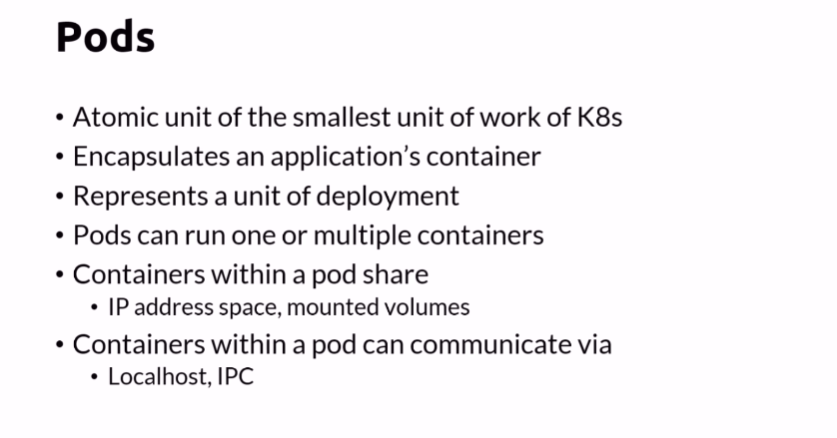 Pods
• Atomic unit of the smallest unit of work of K8s
• Encapsulates an application’s container
• Represents a unit of deployment
• Pods can run one or multiple containers
• Containers within a pod share
• IP address space, mounted volumes
• Containers within a pod can communicate via
• Localhost, IPC